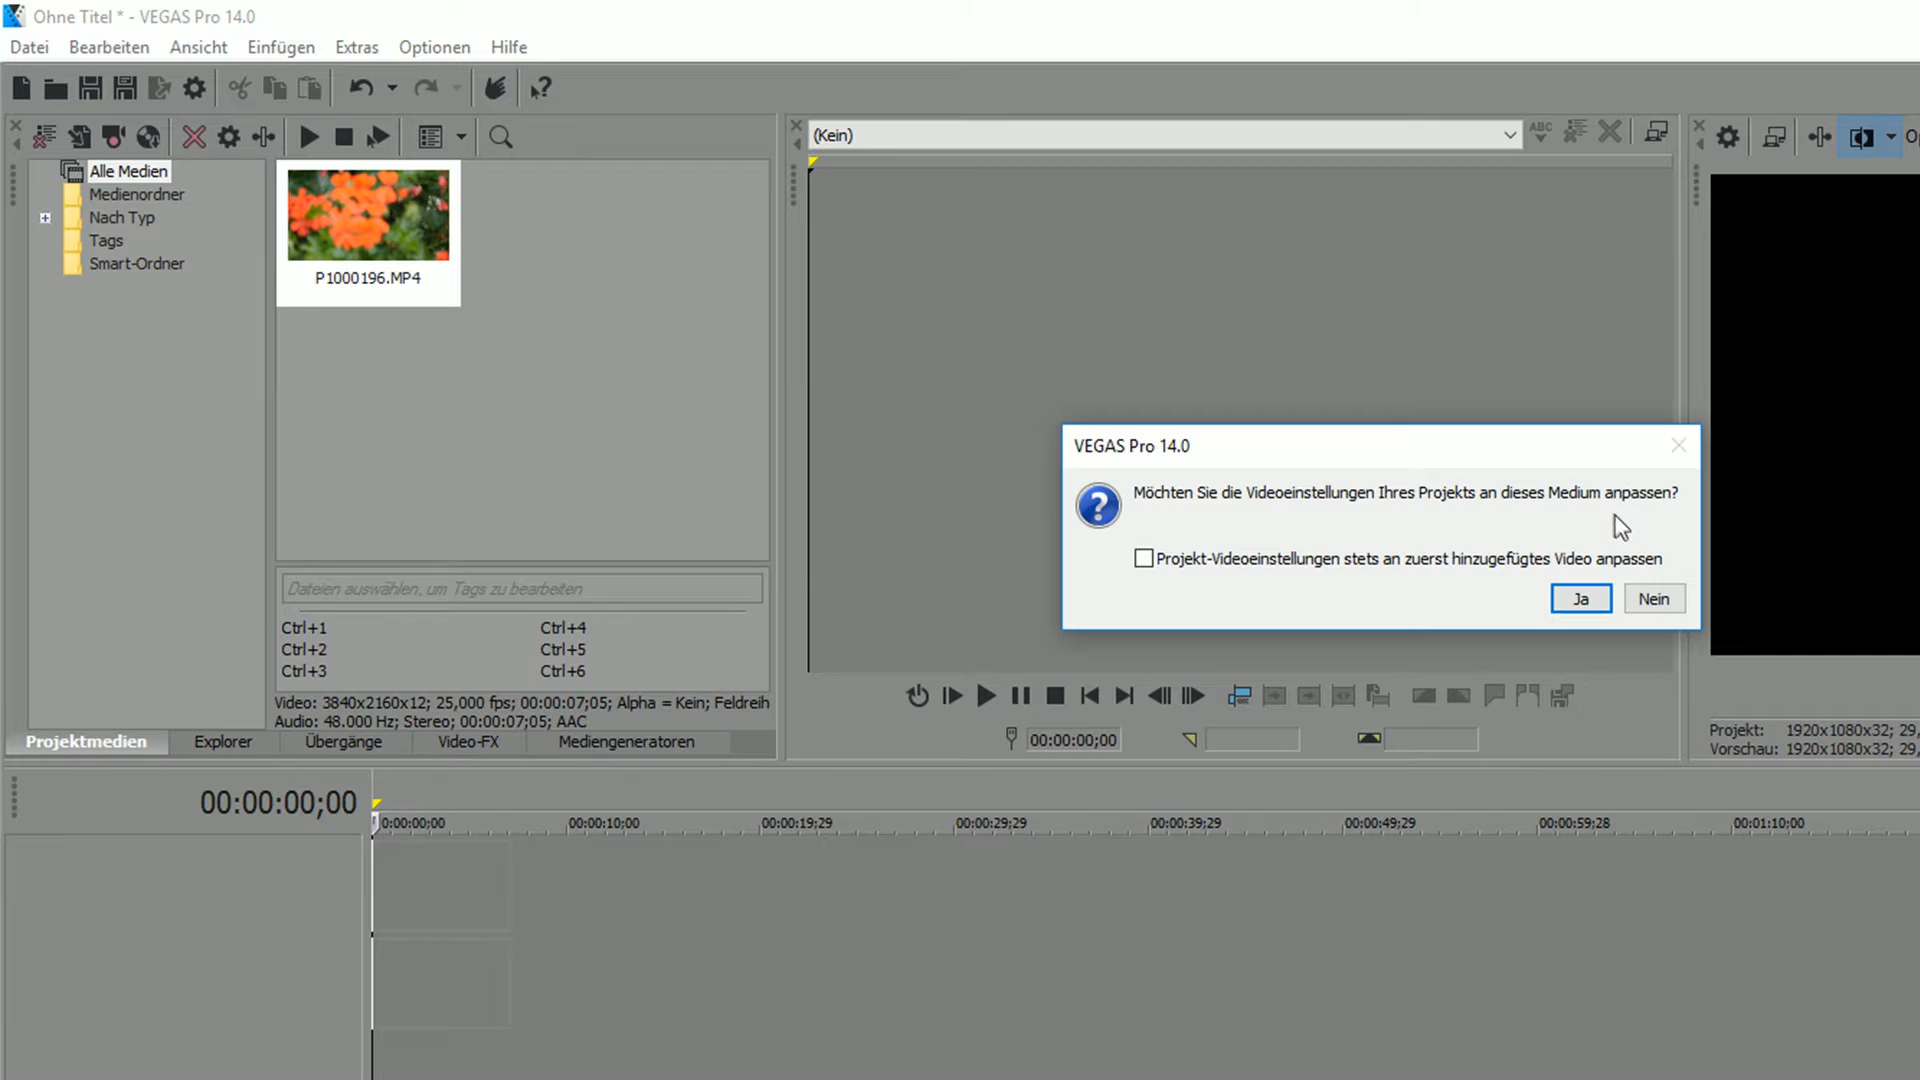 Ohne Titel * - VEGAS Pro 14.0
Datei Bearbeiten Ansicht Einfügen Extras Optionen Hilfe
(Kein)
ABC
Alle Medien
Medienordner
Nach Typ
Tags
Smart-Ordner
P1000196.MP4
VEGAS Pro 14.0
Möchten Sie die Videoeinstellungen Ihres Projekts an dieses Medium anpassen?
Projekt-Videoeinstellungen stets an zuerst hinzugefügtes Video anpassen
Ja Nein
Dateien auswählen, um Tags zu bearbeiten
Ctrl+1 Ctrl+4
Ctrl+2 Ctrl+5
Ctrl+3 Ctrl+6
Video: 3840x2160x12; 25,000 fps; 00:00:07;05; Alpha = Kein; Feldreih
Audio: 48.000 Hz; Stereo; 00:00:07;05; AAC
Projektmedien Explorer Übergänge Video-FX Mediengeneratoren
00:00:00;00
Projekt: 1920x1080x32; 29,
Vorschau: 1920x1080x32; 29,
00:00:00;00
0:00:00;00 00:00:10;00 00:00:19;29 00:00:29;29 00:00:39;29 00:00:49;29 00:00:59;28 00:01:10;00